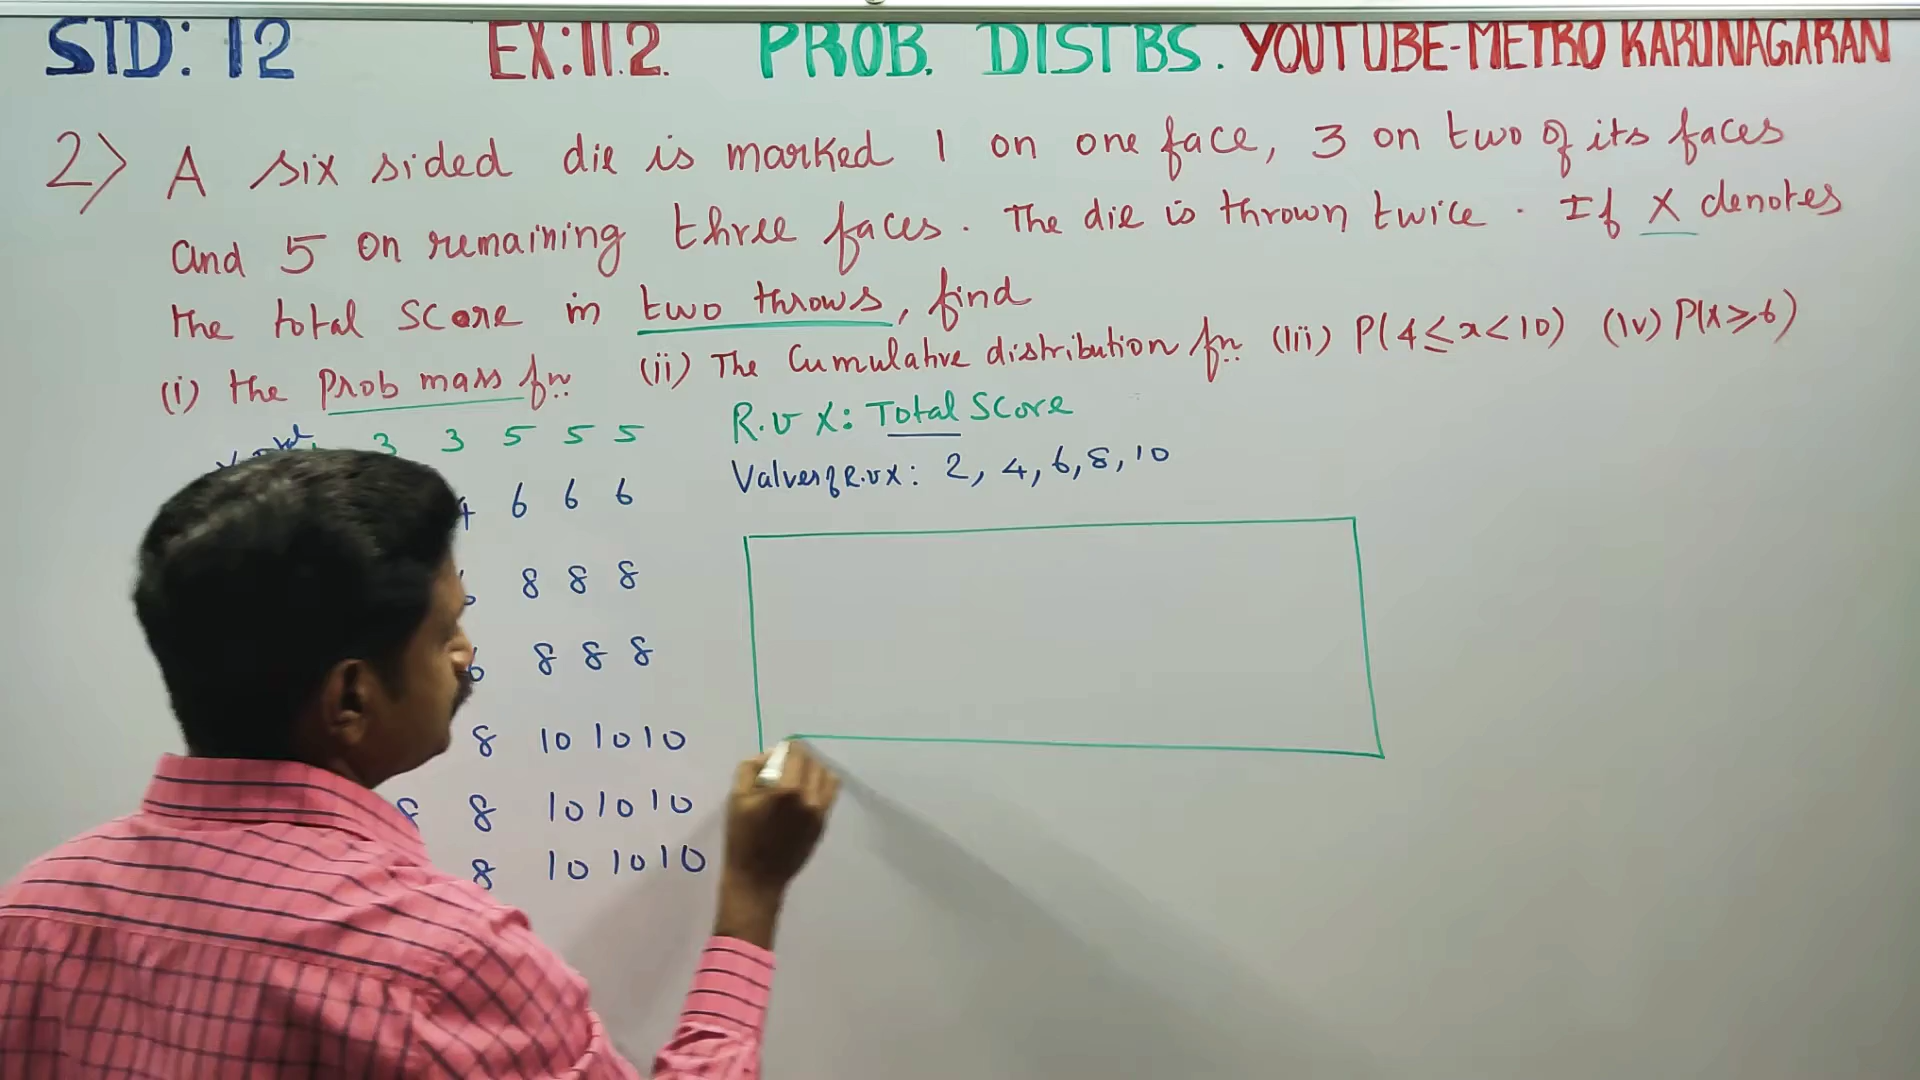 STD: 12 EX:11.2. PROB. DISTBS. YOUTUBE-METRO KARUNAGARAN
2) A six sided die is marked 1 on one face, 3 on two of its faces
and 5 on remaining three faces. The die is thrown twice. If X denotes
the total score in two throws, find
(i) the Prob mass fn.. (ii) The Cumulative distribution fn.. (iii) P(4≤x<10) (iv) P(X≥6)
R.v X: Total Score
Values of R.v X: 2, 4, 6, 8, 10
3 3 5 5 5
4 6 6 6
8 8 8
6 8 8 8
8 10 10 10
8 8 10 10 10
8 10 10 10